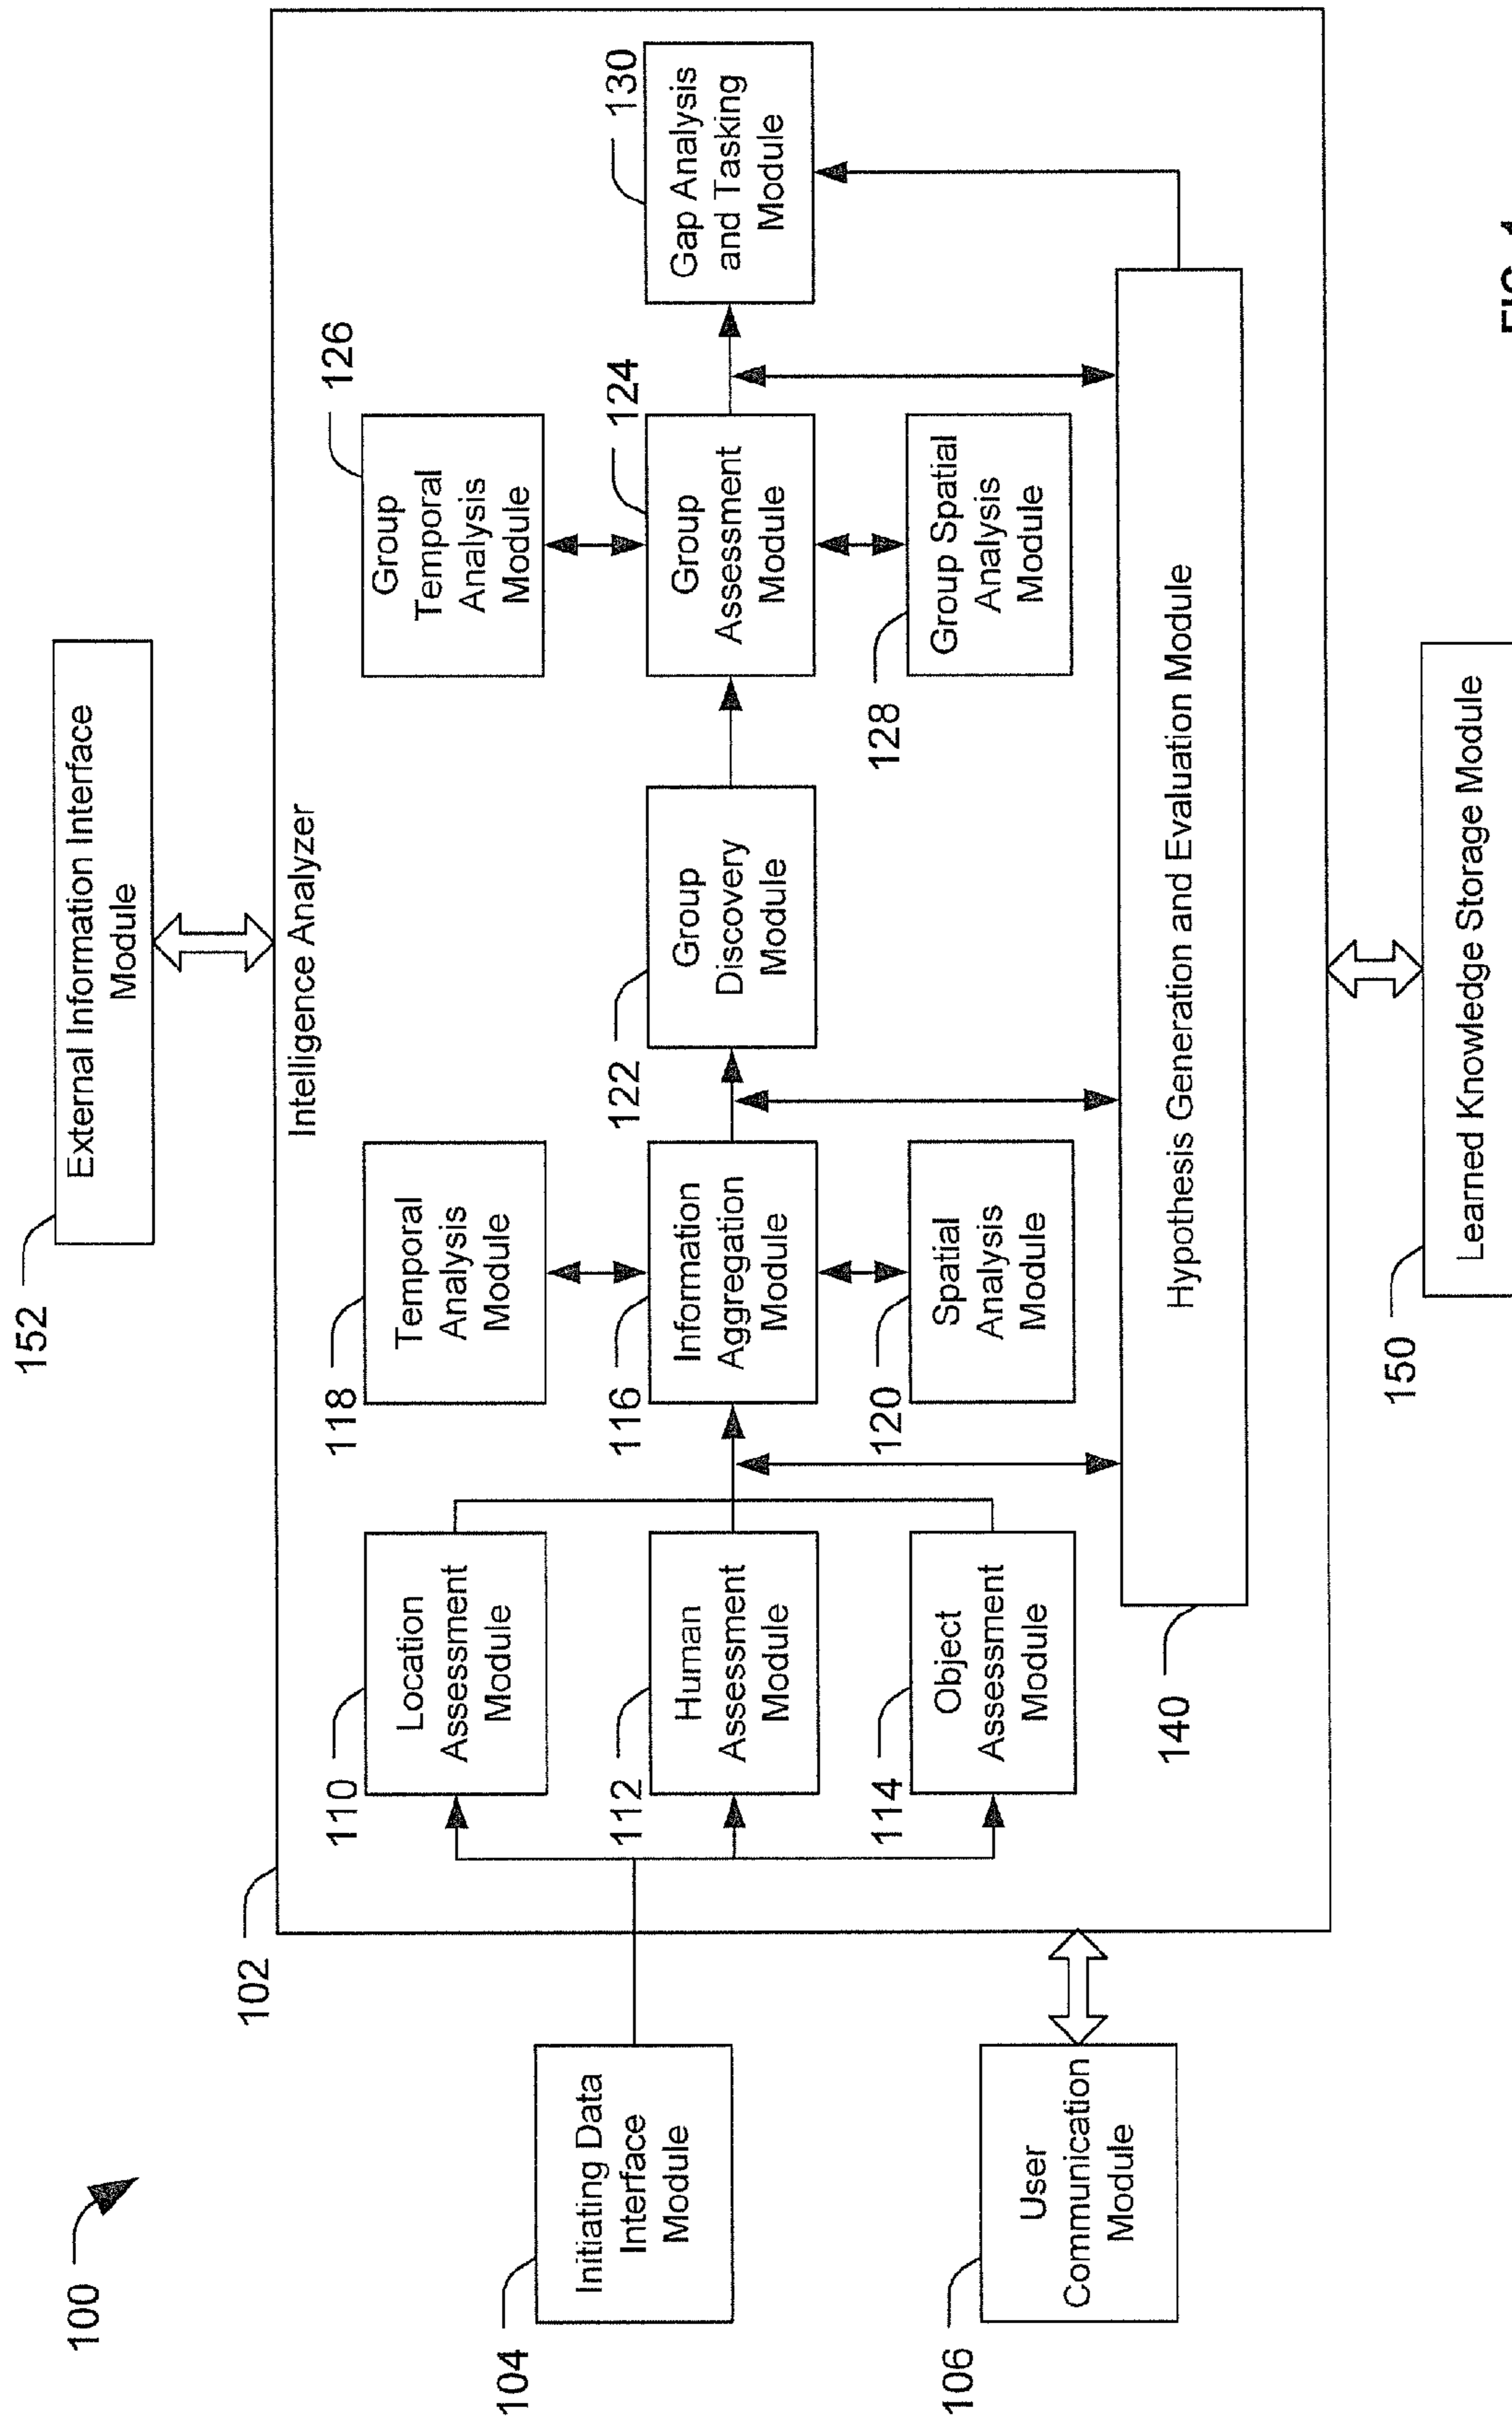 100
152
External Information Interface
Module
102
Intelligence Analyzer
104
Initiating Data
Interface
Module
106
User
Communication
Module
110
Location
Assessment
Module
112
Human
Assessment
Module
114
Object
Assessment
Module
118
Temporal
Analysis
Module
116
Information
Aggregation
Module
120
Spatial
Analysis
Module
122
Group
Discovery
Module
126
Group
Temporal
Analysis
Module
124
Group
Assessment
Module
128
Group Spatial
Analysis
Module
130
Gap Analysis
and Tasking
Module
140
Hypothesis Generation and Evaluation Module
150
Learned Knowledge Storage Module
FIG. 1